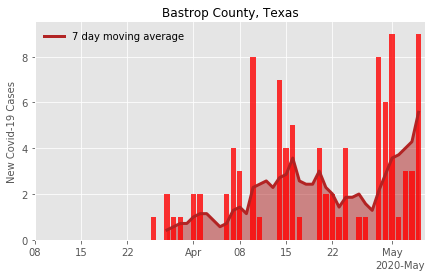 Bastrop County, Texas
7 day moving average
New Covid-19 Cases
8
6
4
2
0
08 15 22 Apr 08 15 22 May
2020-May